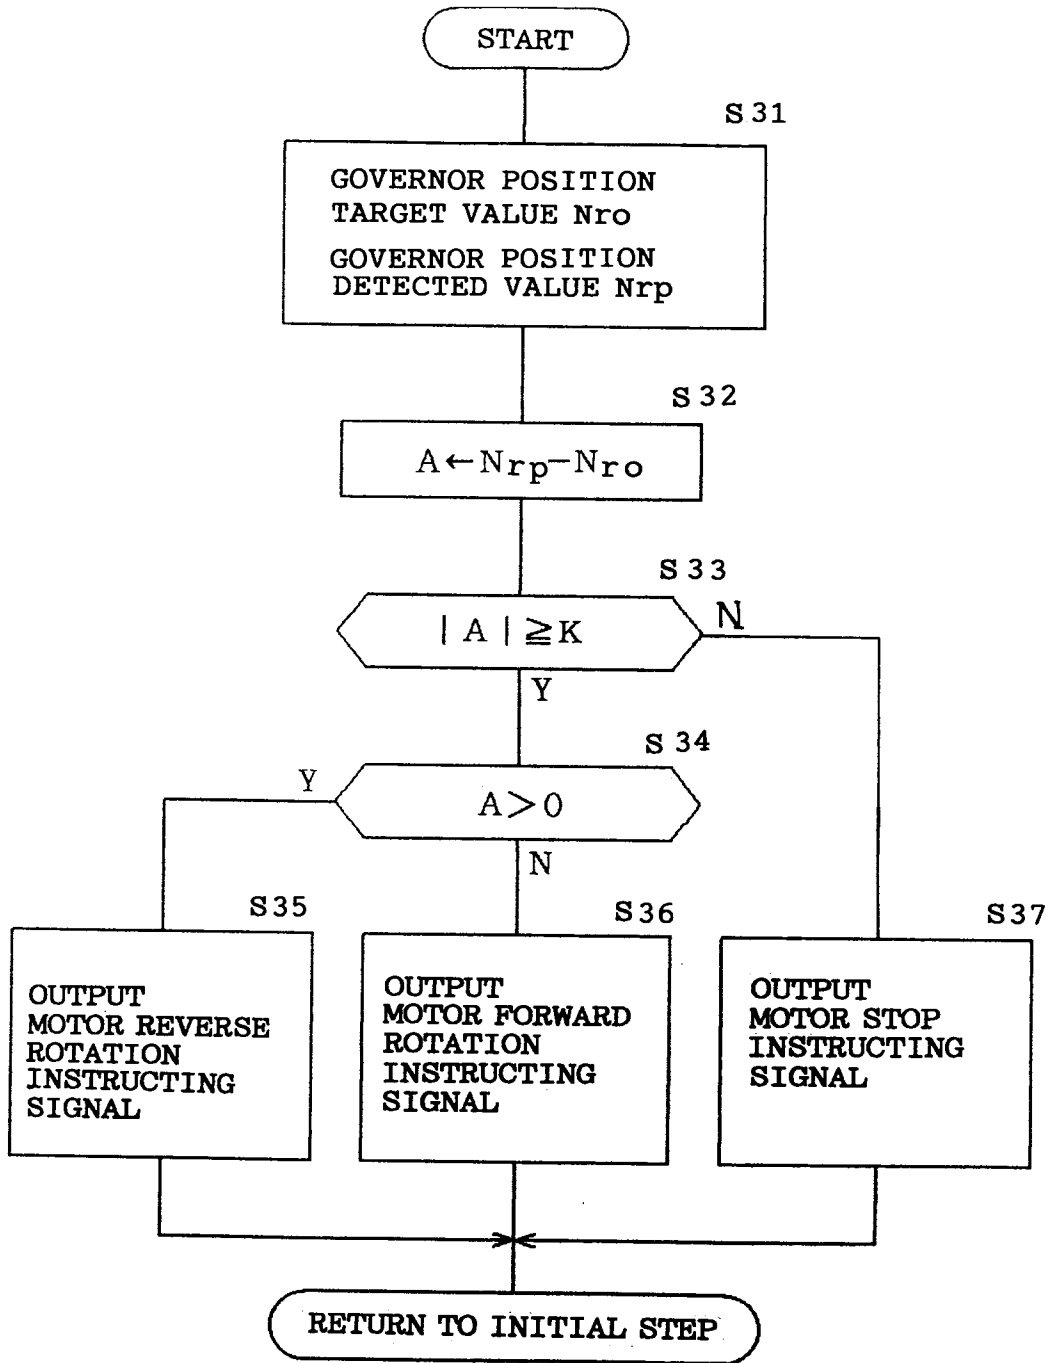 START
S31
GOVERNOR POSITION
TARGET VALUE Nro
GOVERNOR POSITION
DETECTED VALUE Nrp
S32
A←Nrp−Nro
S33
| A | ≧K
N
Y
S34
Y
A>0
N
S35
OUTPUT
MOTOR REVERSE
ROTATION
INSTRUCTING
SIGNAL
S36
OUTPUT
MOTOR FORWARD
ROTATION
INSTRUCTING
SIGNAL
S37
OUTPUT
MOTOR STOP
INSTRUCTING
SIGNAL
RETURN TO INITIAL STEP